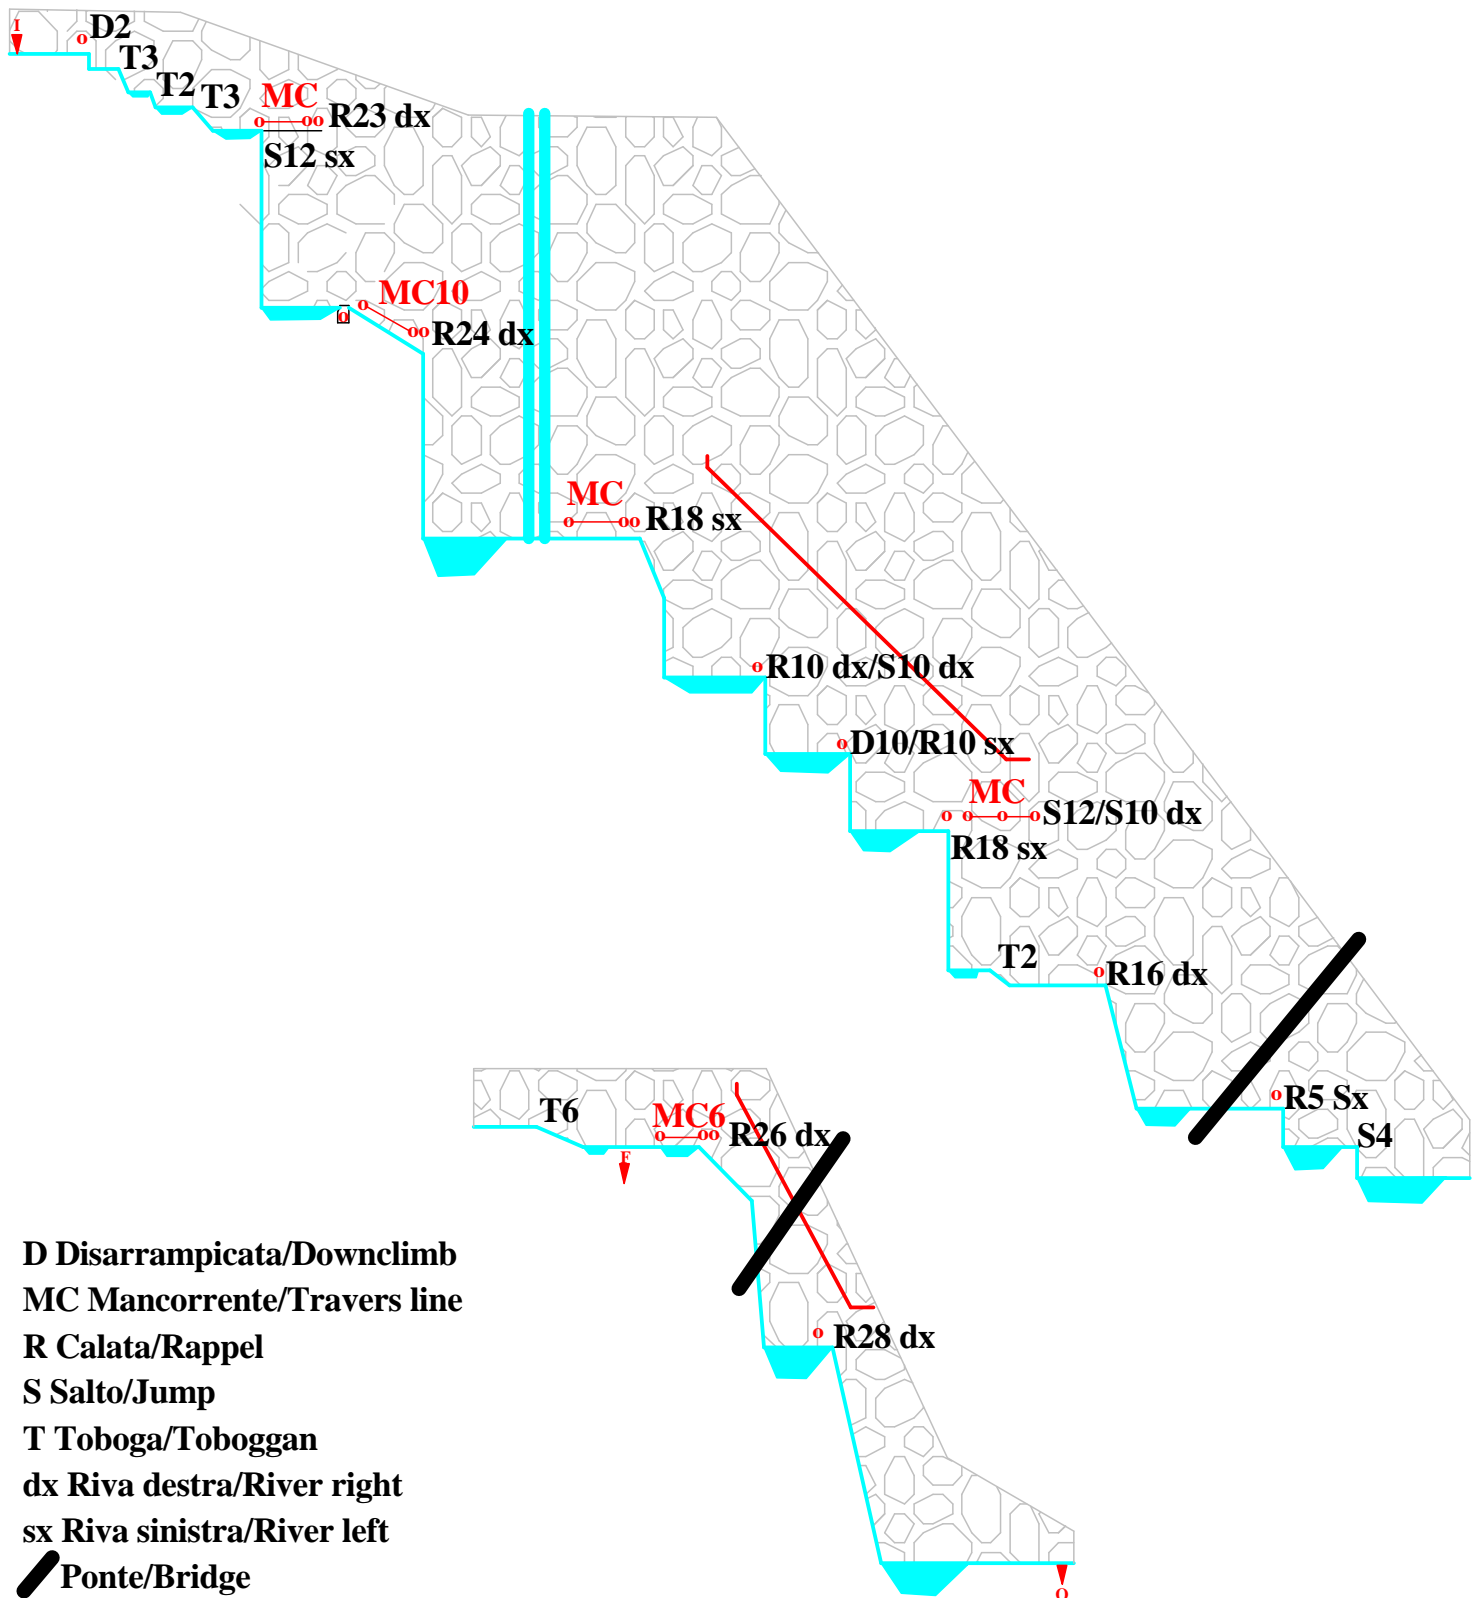 I
D2
T3
T2
T3
MC
R23 dx
S12 sx
MC10
R24 dx
MC
R18 sx
R10 dx/S10 dx
D10/R10 sx
MC
S12/S10 dx
R18 sx
T2
R16 dx
R5 Sx
S4
T6
MC6
R26 dx
F
R28 dx
O
D Disarrampicata/Downclimb
MC Mancorrente/Travers line
R Calata/Rappel
S Salto/Jump
T Toboga/Toboggan
dx Riva destra/River right
sx Riva sinistra/River left
Ponte/Bridge